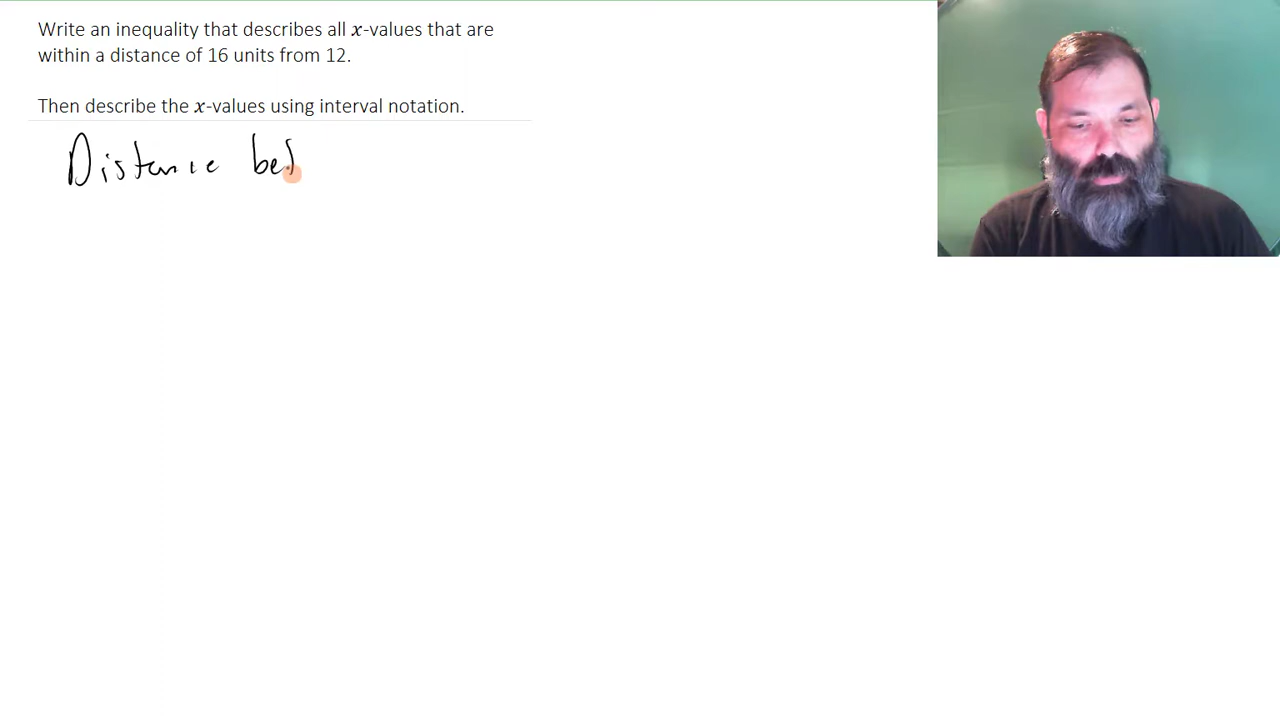 Write an inequality that describes all x-values that are
within a distance of 16 units from 12.
Then describe the x-values using interval notation.
Distance bet